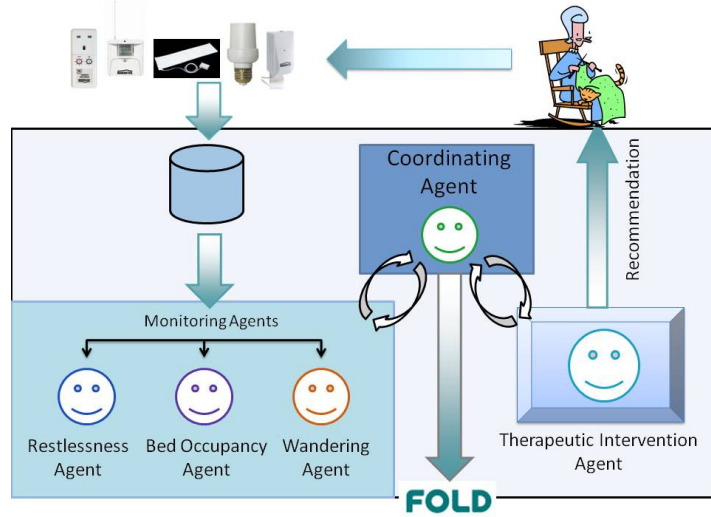 Coordinating
Agent
Recommendation
Monitoring Agents
Restlessness
Agent
Bed Occupancy
Agent
Wandering
Agent
Therapeutic Intervention
Agent
FOLD